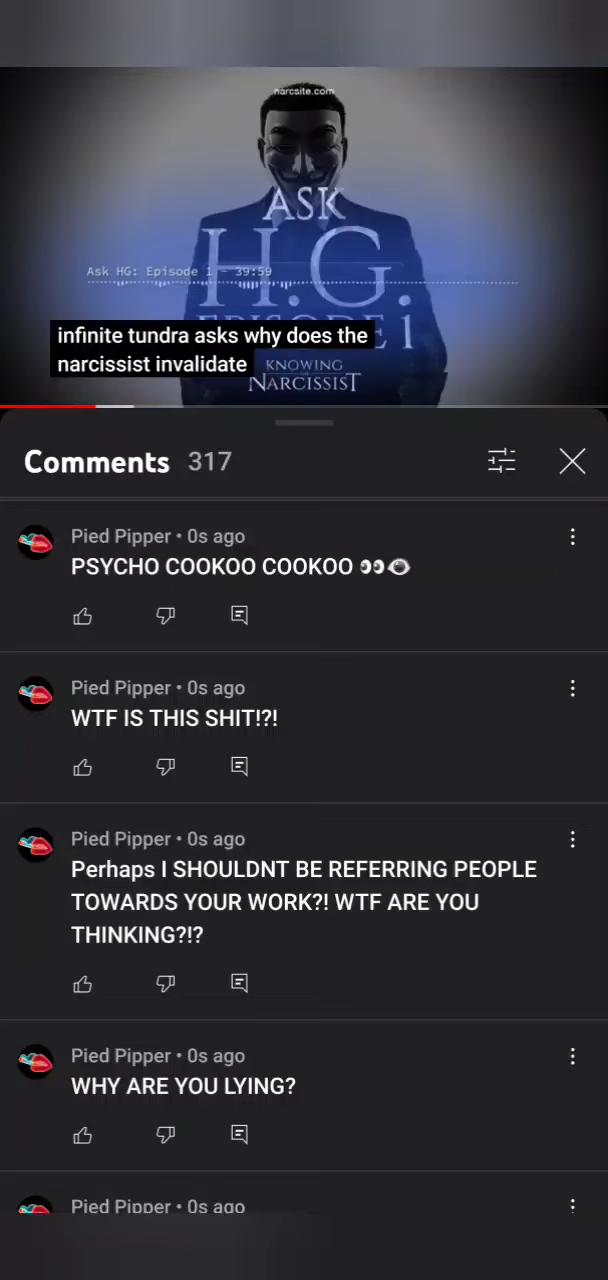 narcsite.com
ASK
H.G.
Ask HG: Episode 1 - 39:59
EPISODE 1
infinite tundra asks why does the
narcissist invalidate
KNOWING
THE
NARCISSIST
Comments 317
Pied Pipper • 0s ago
PSYCHO COOKOO COOKOO 👀👁
Pied Pipper • 0s ago
WTF IS THIS SHIT!?!
Pied Pipper • 0s ago
Perhaps I SHOULDNT BE REFERRING PEOPLE
TOWARDS YOUR WORK?! WTF ARE YOU
THINKING?!?
Pied Pipper • 0s ago
WHY ARE YOU LYING?
Pied Pipper • 0s ago